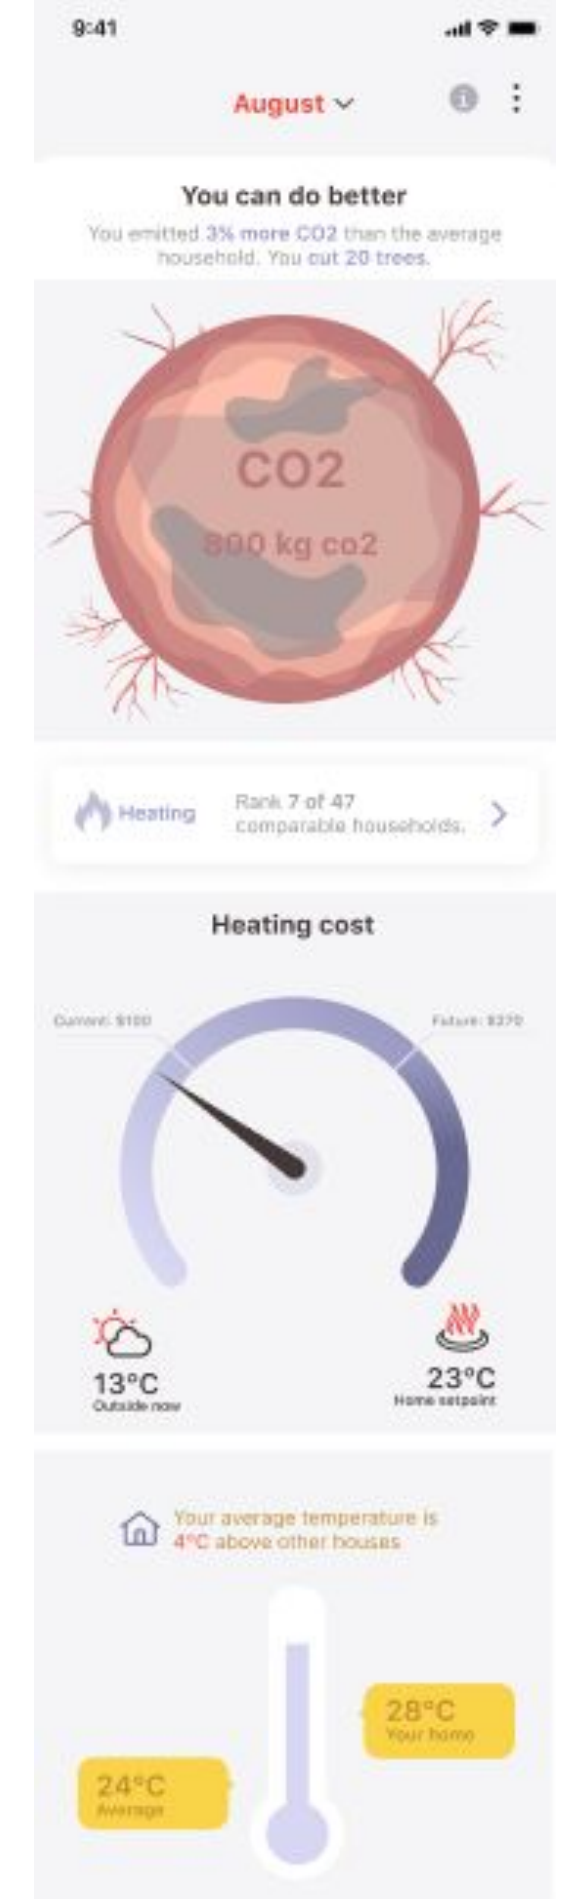 9:41
August
You can do better
You emitted 3% more CO2 than the average
household. You cut 20 trees.
CO2
800 kg co2
Heating
Rank 7 of 47
comparable households.
Heating cost
Current: $100
Future: $270
13°C
Outside now
23°C
Home setpoint
Your average temperature is
4°C above other houses
28°C
Your home
24°C
Average